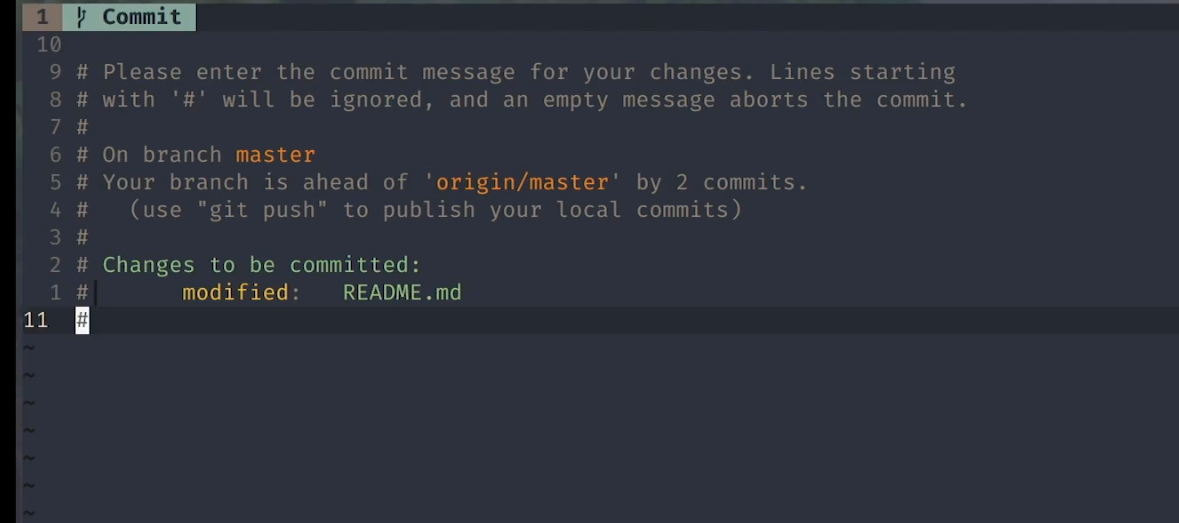 1 Commit
10
9 # Please enter the commit message for your changes. Lines starting
8 # with '#' will be ignored, and an empty message aborts the commit.
7 #
6 # On branch master
5 # Your branch is ahead of 'origin/master' by 2 commits.
4 #   (use "git push" to publish your local commits)
3 #
2 # Changes to be committed:
1 #       modified:   README.md
11 #
~
~
~
~
~
~
~